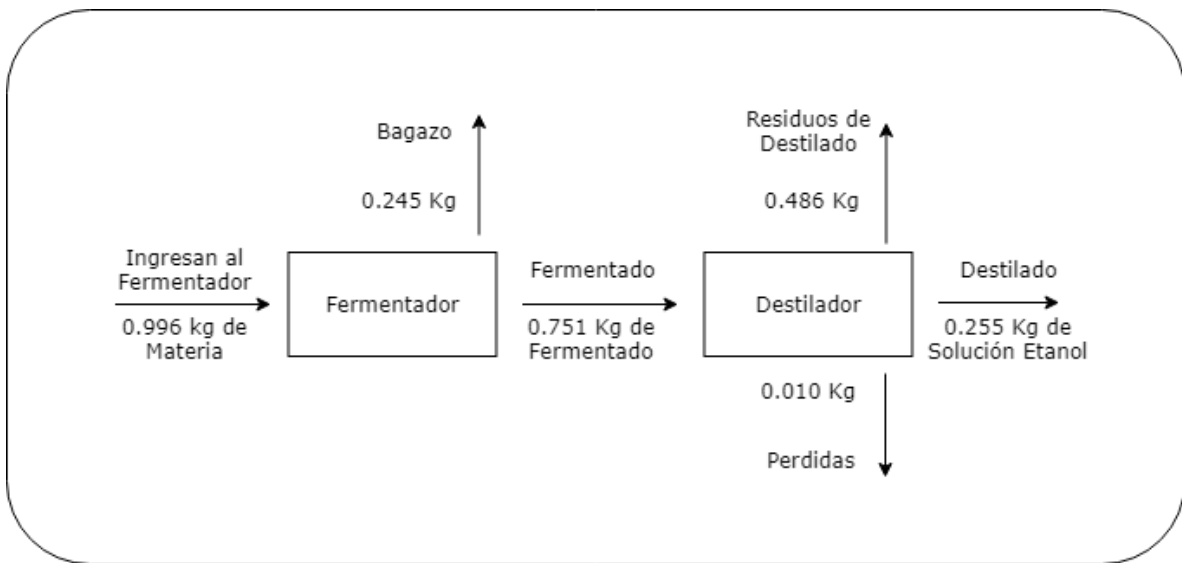 Bagazo
0.245 Kg
Residuos de
Destilado
0.486 Kg
Ingresan al
Fermentador
0.996 kg de
Materia
Fermentador
Fermentado
0.751 Kg de
Fermentado
Destilador
Destilado
0.255 Kg de
Solución Etanol
0.010 Kg
Perdidas